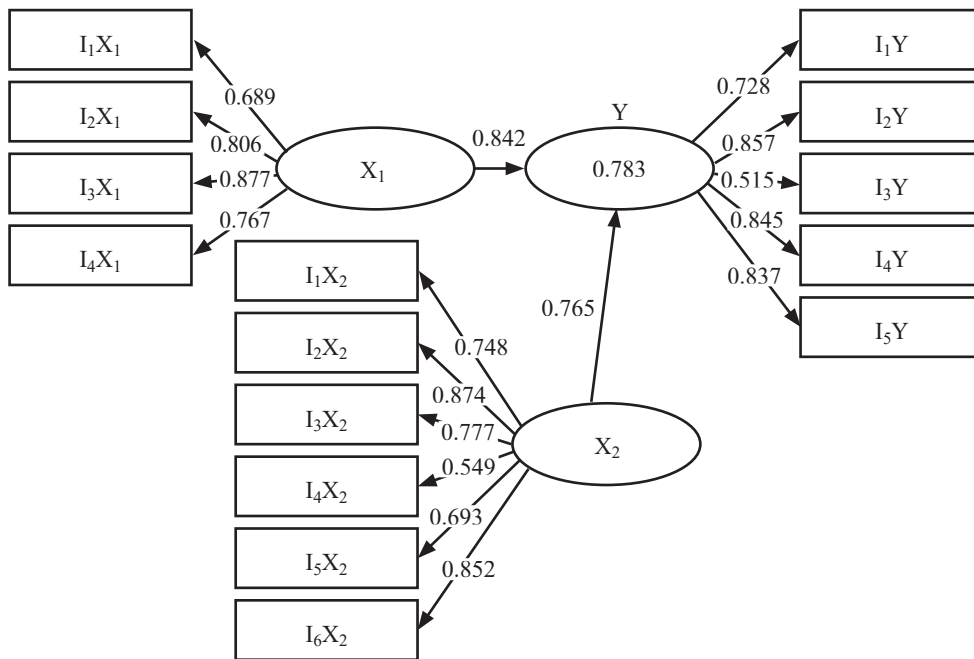 I₁X₁
I₂X₁
I₃X₁
I₄X₁
0.689
0.806
0.877
0.767
X₁
0.842
Y
0.783
0.728
0.857
0.515
0.845
0.837
I₁Y
I₂Y
I₃Y
I₄Y
I₅Y
0.765
I₁X₂
I₂X₂
I₃X₂
I₄X₂
I₅X₂
I₆X₂
0.748
0.874
0.777
0.549
0.693
0.852
X₂